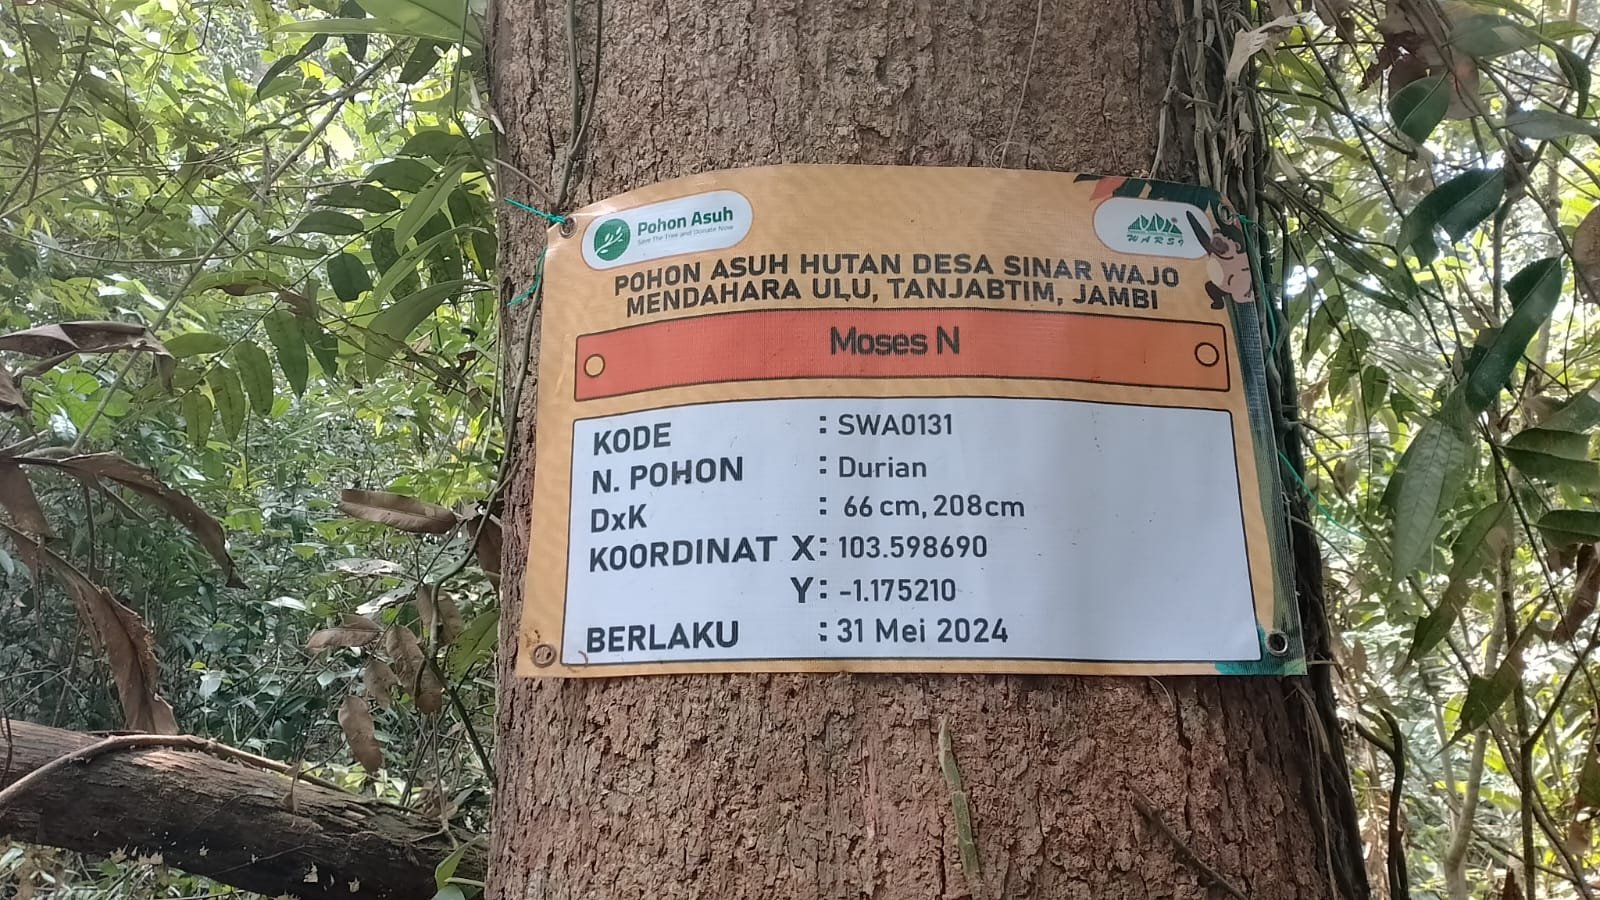 Pohon Asuh
Save The Tree and Donate Now
WARSI
POHON ASUH HUTAN DESA SINAR WAJO
MENDAHARA ULU, TANJABTIM, JAMBI
Moses N
KODE : SWA0131
N. POHON : Durian
DxK : 66 cm, 208cm
KOORDINAT X: 103.598690
Y: -1.175210
BERLAKU : 31 Mei 2024